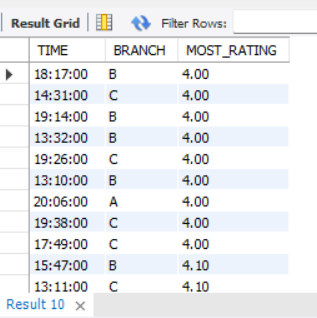 Result Grid Filter Rows:
TIME BRANCH MOST_RATING
18:17:00 B 4.00
14:31:00 C 4.00
19:14:00 B 4.00
13:32:00 B 4.00
19:26:00 C 4.00
13:10:00 B 4.00
20:06:00 A 4.00
19:38:00 C 4.00
17:49:00 C 4.00
15:47:00 B 4.10
13:11:00 C 4.10
Result 10